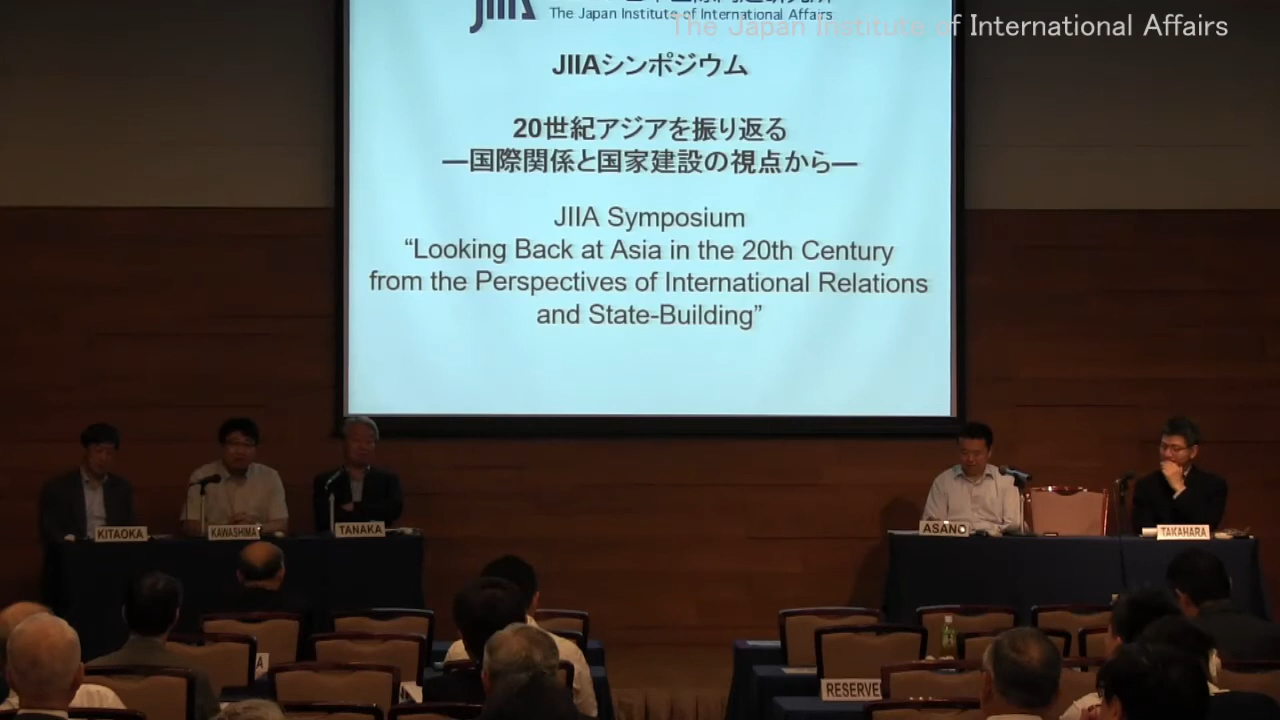 The Japan Institute of International Affairs
JIIA
The Japan Institute of International Affairs
JIIAシンポジウム
20世紀アジアを振り返る
―国際関係と国家建設の視点から―
JIIA Symposium
“Looking Back at Asia in the 20th Century
from the Perspectives of International Relations
and State-Building”
KITAOKA
KAWASHIMA
TANAKA
ASANO
TAKAHARA
RESERVE